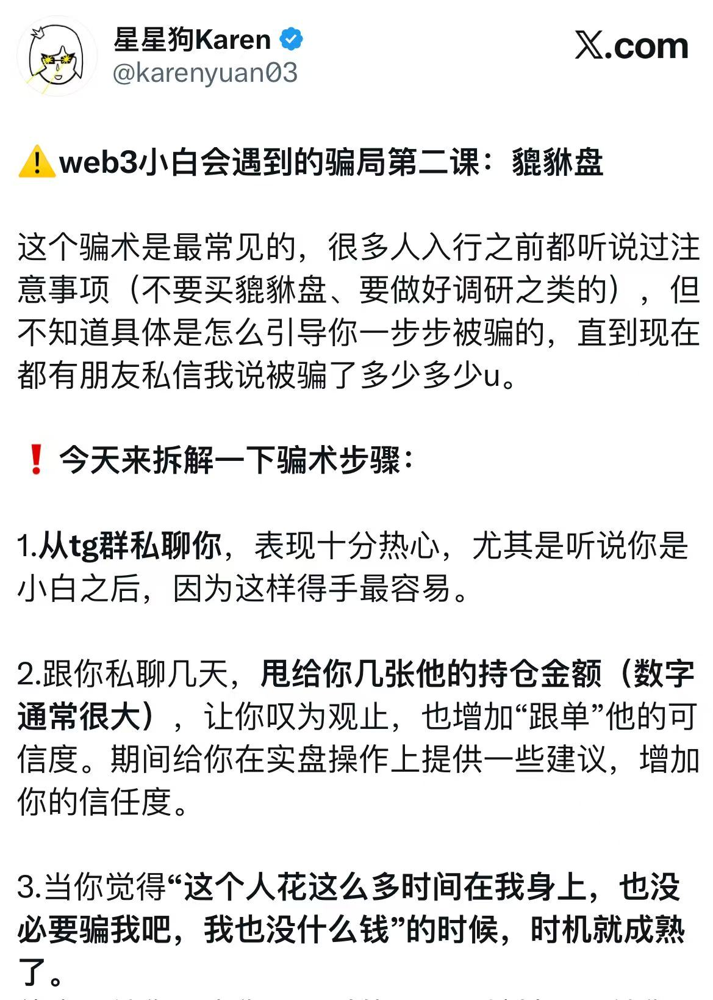 星星狗Karen
@karenyuan03
X.com
⚠️web3小白会遇到的骗局第二课：貔貅盘
这个骗术是最常见的，很多人入行之前都听说过注
意事项（不要买貔貅盘、要做好调研之类的），但
不知道具体是怎么引导你一步步被骗的，直到现在
都有朋友私信我说被骗了多少多少u。
❗今天来拆解一下骗术步骤：
1.从tg群私聊你，表现十分热心，尤其是听说你是
小白之后，因为这样得手最容易。
2.跟你私聊几天，甩给你几张他的持仓金额（数字
通常很大），让你叹为观止，也增加“跟单”他的可
信度。期间给你在实盘操作上提供一些建议，增加
你的信任度。
3.当你觉得“这个人花这么多时间在我身上，也没
必要骗我吧，我也没什么钱”的时候，时机就成熟
了。